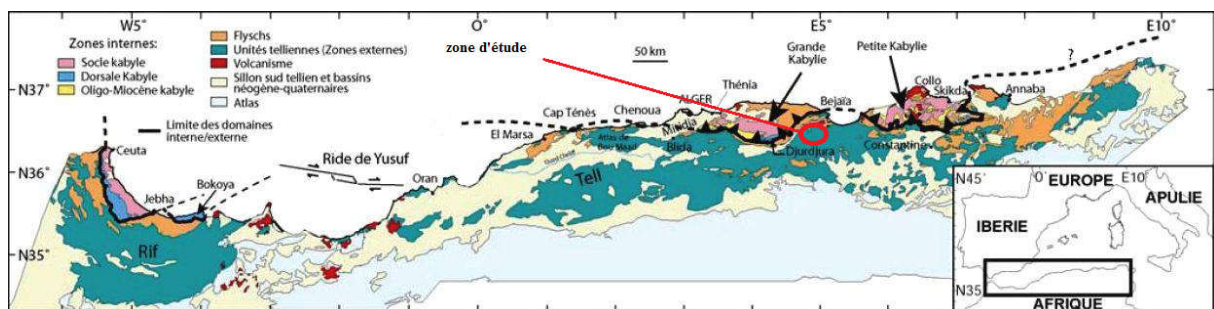 W5° O° E5° E10°
Zones internes:
Socle kabyle
Dorsale Kabyle
Oligo-Miocène kabyle
Flyschs
Unités telliennes (Zones externes)
Volcanisme
Sillon sud tellien et bassins
néogène-quaternaires
Atlas
Limite des domaines
interne/externe
zone d'étude
50 km
Grande
Kabylie
Petite Kabylie
?
N37
N36
N35
Thénia
ALGER
Collo
Skikda
Annaba
Bejaïa
Cap Ténès
Chenoua
El Marsa
Mitidja
Atlas de
Bou Maad
Blida
Djurdjura
Constantine
Ceuta
Ride de Yusuf
Jebha
Bokoya
Oran
Tell
Rif
N45
0°
EUROPE
E10
APULIE
IBERIE
N35
AFRIQUE